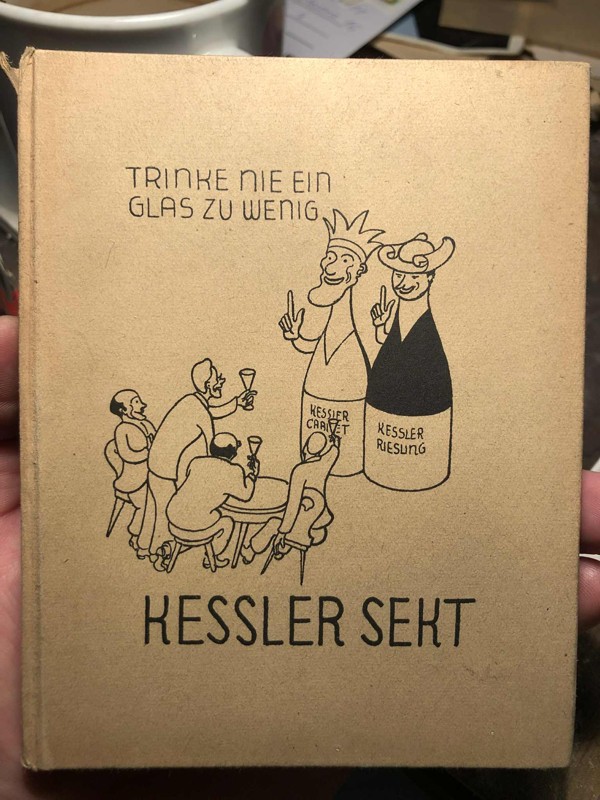 TRINKE NIE EIN
GLAS ZU WENIG
KESSLER
CABINET
KESSLER
RIESLING
KESSLER SEKT